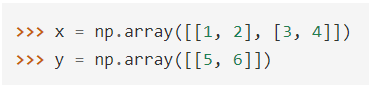 >>> x = np.array([[1, 2], [3, 4]])
>>> y = np.array([[5, 6]])